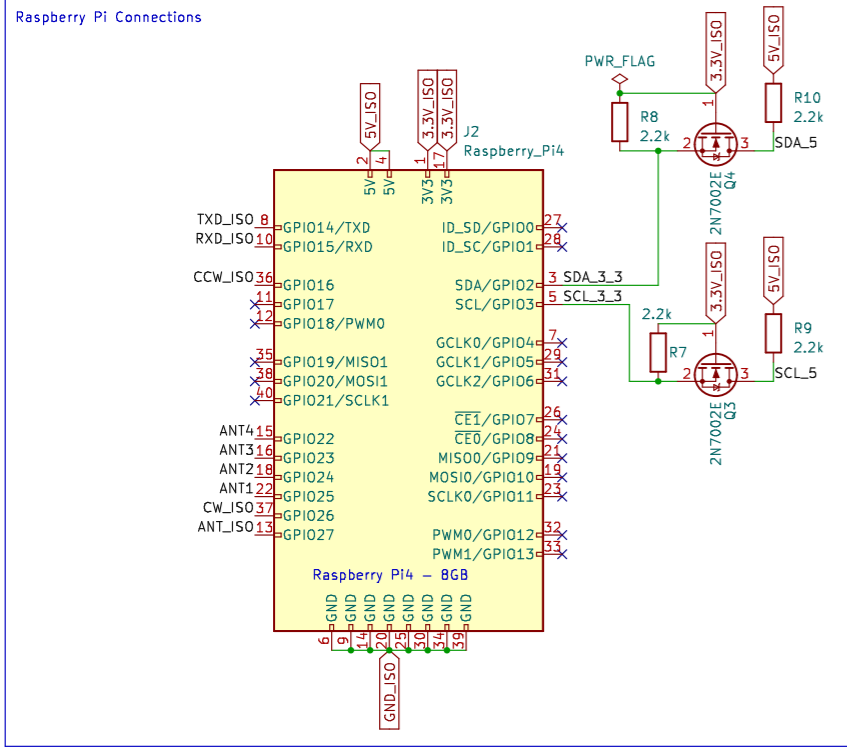 Raspberry Pi Connections
3.3V_ISO
5V_ISO
PWR_FLAG
R8
2.2k
1
2
3
2N7002E
Q4
R10
2.2k
SDA_5
5V_ISO
3.3V_ISO
3.3V_ISO
J2
Raspberry_Pi4
2
4
1
17
5V
5V
3V3
3V3
TXD_ISO 8 GPIO14/TXD
RXD_ISO 10 GPIO15/RXD
CCW_ISO 36 GPIO16
11 GPIO17
12 GPIO18/PWM0
35 GPIO19/MISO1
38 GPIO20/MOSI1
40 GPIO21/SCLK1
ANT4 15 GPIO22
ANT3 16 GPIO23
ANT2 18 GPIO24
ANT1 22 GPIO25
CW_ISO 37 GPIO26
ANT_ISO 13 GPIO27
ID_SD/GPIO0 27
ID_SC/GPIO1 28
SDA/GPIO2 3 SDA_3_3
SCL/GPIO3 5 SCL_3_3
GCLK0/GPIO4 7
GCLK1/GPIO5 29
GCLK2/GPIO6 31
CE1/GPIO7 26
CE0/GPIO8 24
MISO0/GPIO9 21
MOSI0/GPIO10 19
SCLK0/GPIO11 23
PWM0/GPIO12 32
PWM1/GPIO13 33
3.3V_ISO
5V_ISO
2.2k
R7
1
2
3
2N7002E
Q3
R9
2.2k
SCL_5
Raspberry Pi4 – 8GB
GND
GND
GND
GND
GND
GND
GND
GND
6
9
14
20
25
30
34
39
GND_ISO